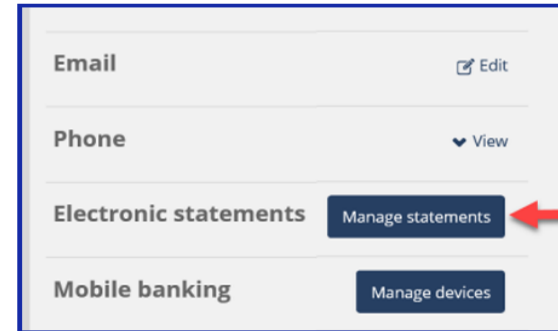 Email Edit
Phone View
Electronic statements Manage statements
Mobile banking Manage devices